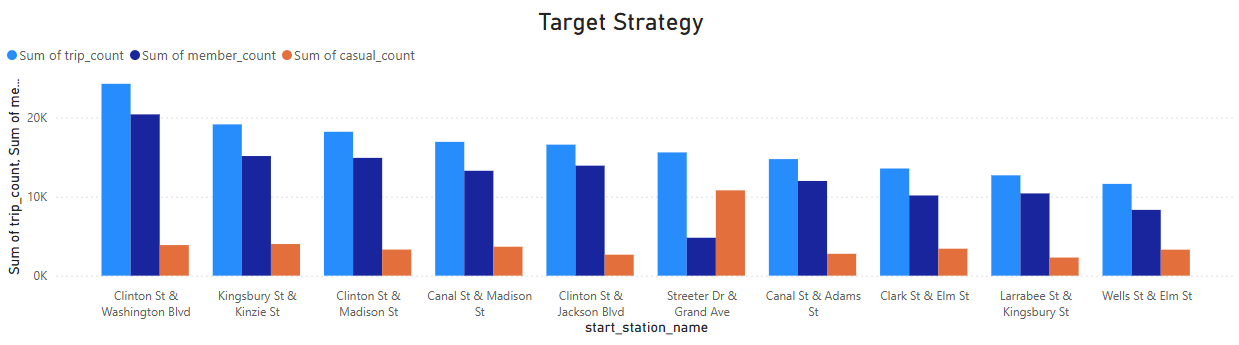 Target Strategy
Sum of trip_count Sum of member_count Sum of casual_count
Sum of trip_count, Sum of me...
20K
10K
0K
Clinton St & Washington Blvd
Kingsbury St & Kinzie St
Clinton St & Madison St
Canal St & Madison St
Clinton St & Jackson Blvd
Streeter Dr & Grand Ave
Canal St & Adams St
Clark St & Elm St
Larrabee St & Kingsbury St
Wells St & Elm St
start_station_name